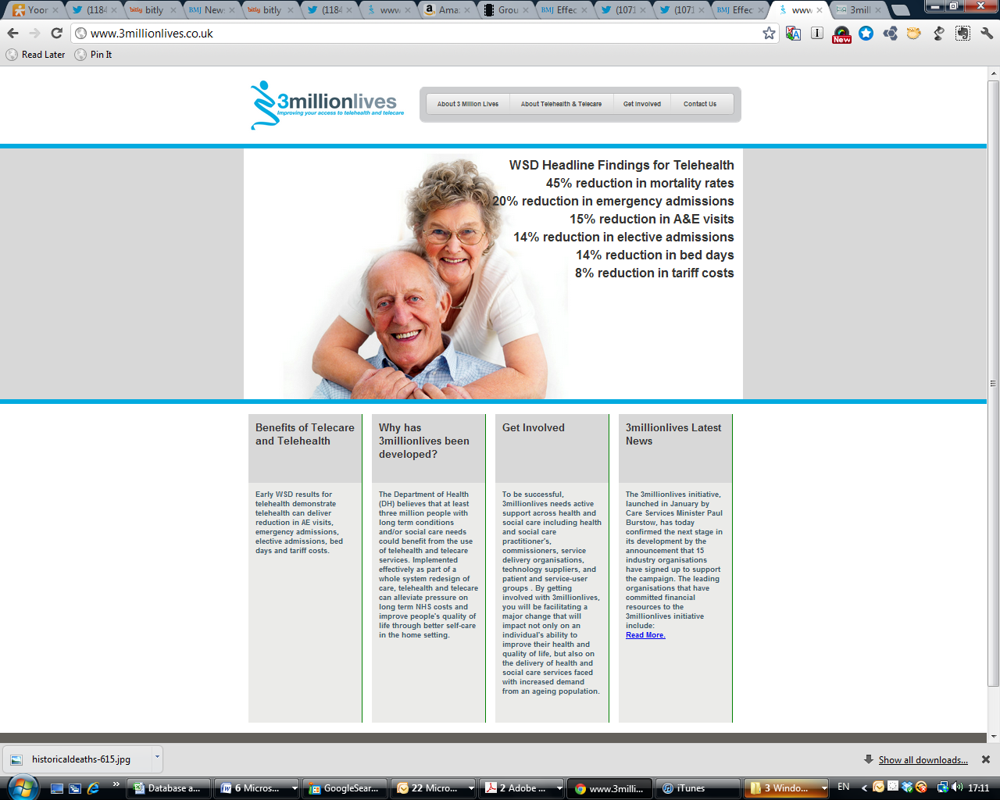 Yoor
(1184
bitly
BMJ News
bitly
(1184
www
Amaz
Grou
BMJ Effec
(1071
(1071
BMJ Effect
www
3mill
www.3millionlives.co.uk
New
Read Later
Pin It
3millionlives
Improving your access to telehealth and telecare
About 3 Million Lives
About Telehealth & Telecare
Get Involved
Contact Us
WSD Headline Findings for Telehealth
45% reduction in mortality rates
20% reduction in emergency admissions
15% reduction in A&E visits
14% reduction in elective admissions
14% reduction in bed days
8% reduction in tariff costs
Benefits of Telecare
and Telehealth
Early WSD results for
telehealth demonstrate
telehealth can deliver
reduction in AE visits,
emergency admissions,
elective admissions, bed
days and tariff costs.
Why has
3millionlives been
developed?
The Department of Health
(DH) believes that at least
three million people with
long term conditions
and/or social care needs
could benefit from the use
of telehealth and telecare
services. Implemented
effectively as part of a
whole system redesign of
care, telehealth and telecare
can alleviate pressure on
long term NHS costs and
improve people's quality of
life through better self-care
in the home setting.
Get Involved
To be successful,
3millionlives needs active
support across health and
social care including health
and social care
practitioner's,
commissioners, service
delivery organisations,
technology suppliers, and
patient and service-user
groups . By getting
involved with 3millionlives,
you will be facilitating a
major change that will
impact not only on an
individual's ability to
improve their health and
quality of life, but also on
the delivery of health and
social care services faced
with increased demand
from an ageing population.
3millionlives Latest
News
The 3millionlives initiative,
launched in January by
Care Services Minister Paul
Burstow, has today
confirmed the next stage in
its development by the
announcement that 15
industry organisations
have signed up to support
the campaign. The leading
organisations that have
committed financial
resources to the
3millionlives initiative
include:
Read More.
historicaldeaths-615.jpg
Show all downloads...
Database a...
6 Micros...
GoogleSear...
22 Micro...
2 Adobe ...
www.3milli...
iTunes
3 Windo...
EN
17:11